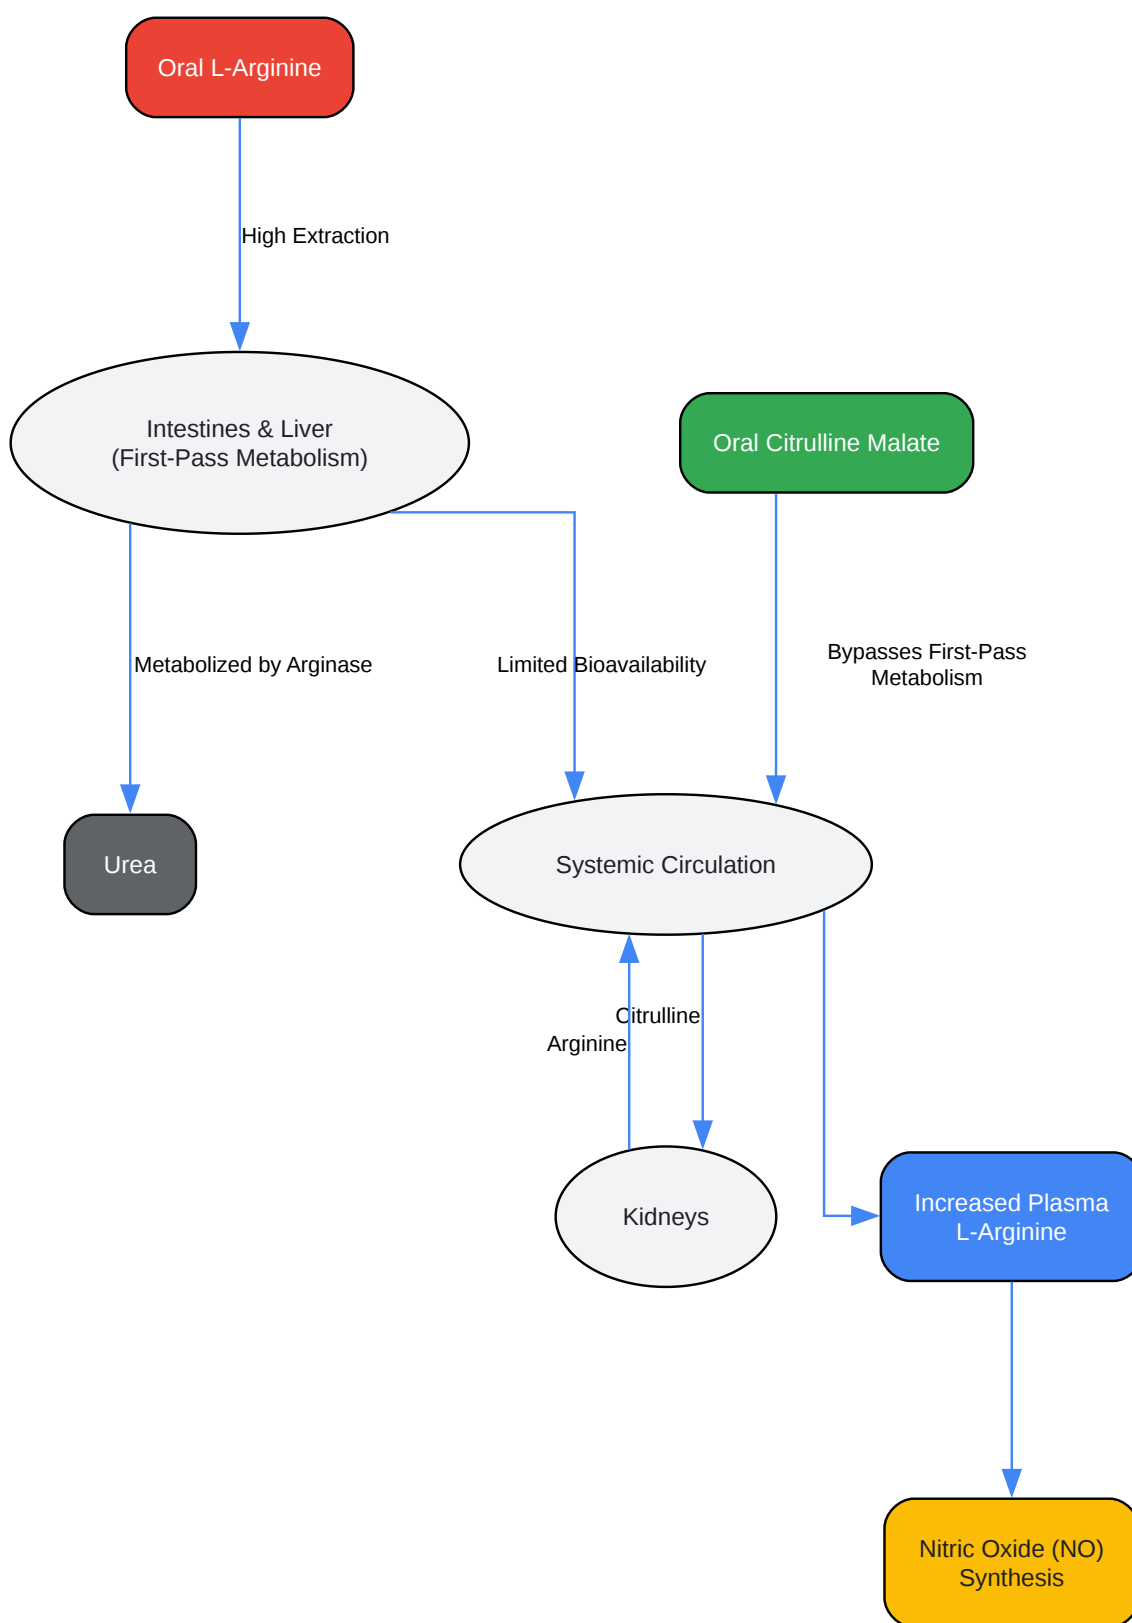 Oral L-Arginine
High Extraction
Intestines & Liver
(First-Pass Metabolism)
Oral Citrulline Malate
Metabolized by Arginase
Limited Bioavailability
Bypasses First-Pass
Metabolism
Urea
Systemic Circulation
Citrulline
Arginine
Kidneys
Increased Plasma
L-Arginine
Nitric Oxide (NO)
Synthesis